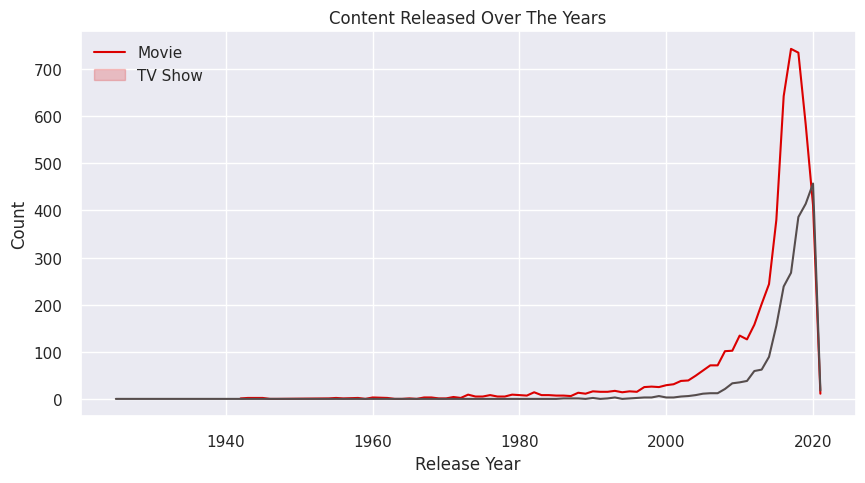 Content Released Over The Years
Movie
TV Show
700
600
500
400
300
200
100
0
Count
1940 1960 1980 2000 2020
Release Year